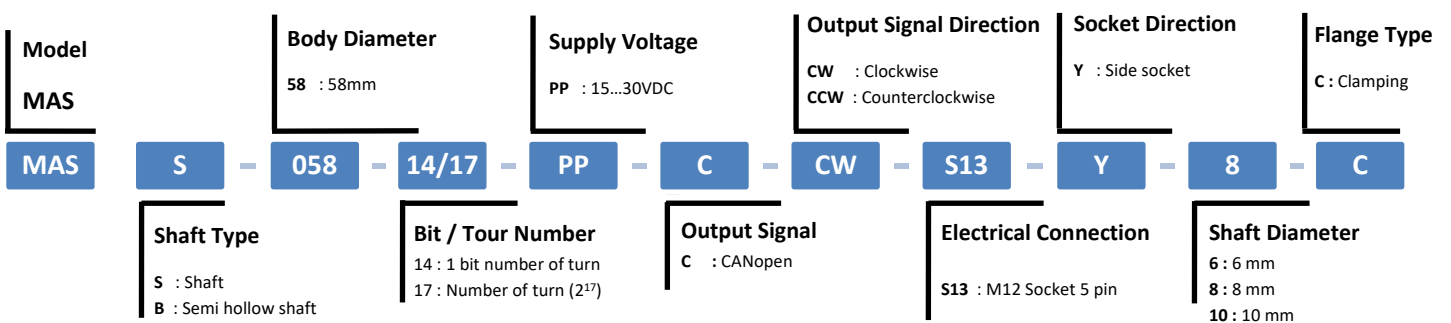 Model
MAS
Body Diameter
58 : 58mm
Supply Voltage
PP : 15...30VDC
Output Signal Direction
CW : Clockwise
CCW : Counterclockwise
Socket Direction
Y : Side socket
Flange Type
C : Clamping
MAS S - 058 - 14/17 - PP - C - CW - S13 - Y - 8 - C
Shaft Type
S : Shaft
B : Semi hollow shaft
Bit / Tour Number
14 : 1 bit number of turn
17 : Number of turn (2¹⁷)
Output Signal
C : CANopen
Electrical Connection
S13 : M12 Socket 5 pin
Shaft Diameter
6 : 6 mm
8 : 8 mm
10 : 10 mm